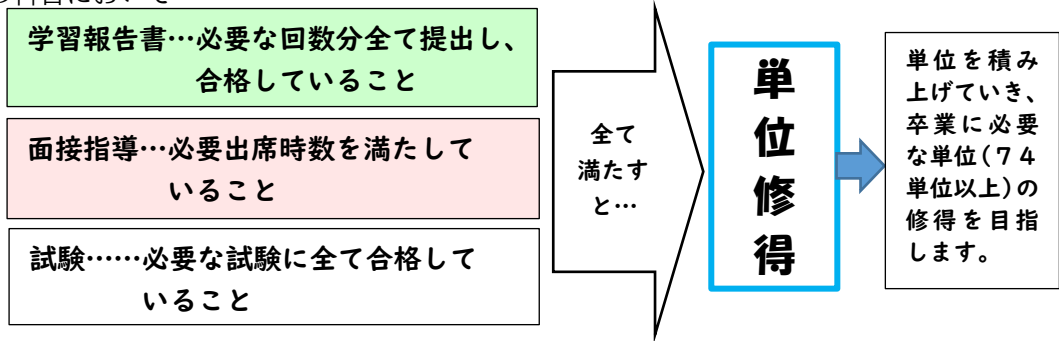 学習報告書…必要な回数分全て提出し、
合格していること
面接指導…必要出席時数を満たして
いること
試験……必要な試験に全て合格して
いること
全て
満たす
と…
単位修得
単位を積み
上げていき、
卒業に必要
な単位(74
単位以上)の
修得を目指
します。